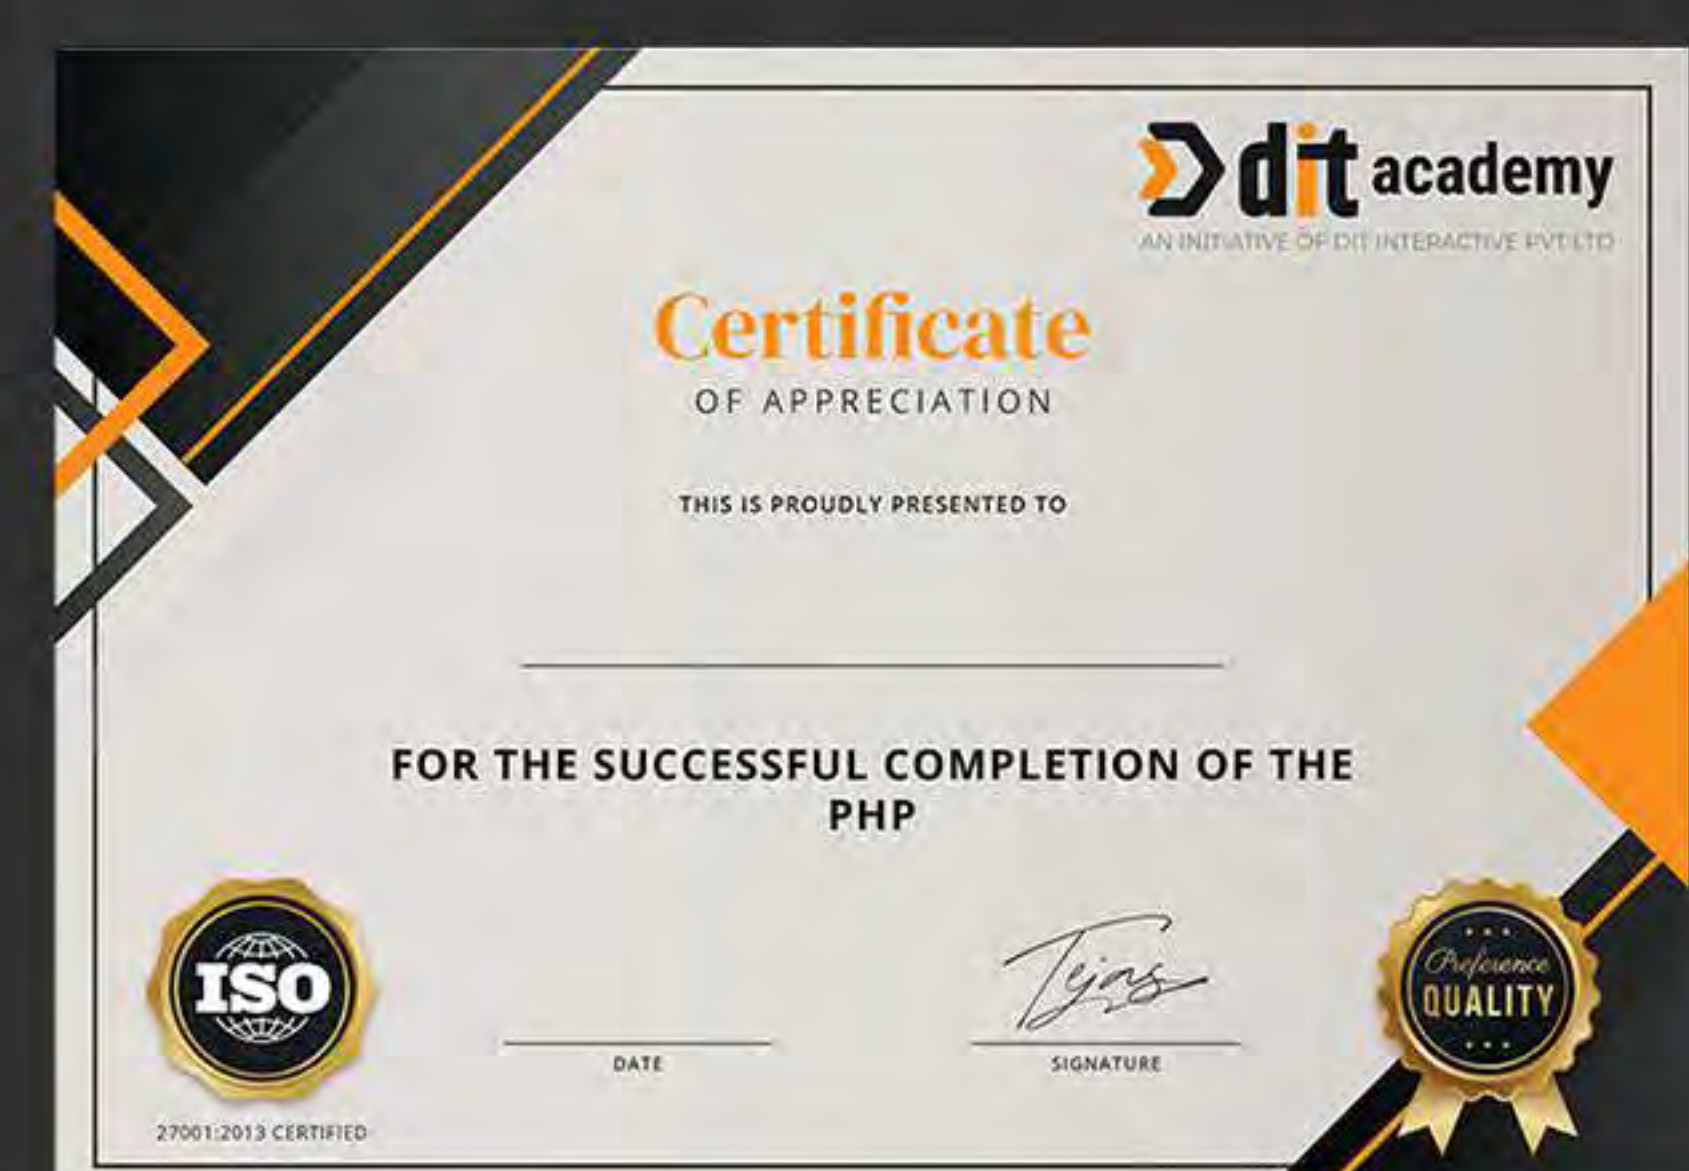 dit academy
AN INITIATIVE OF DIT INTERACTIVE PVT LTD
Certificate
OF APPRECIATION
THIS IS PROUDLY PRESENTED TO
FOR THE SUCCESSFUL COMPLETION OF THE
PHP
ISO
27001:2013 CERTIFIED
DATE
Tejas
SIGNATURE
Preference
QUALITY